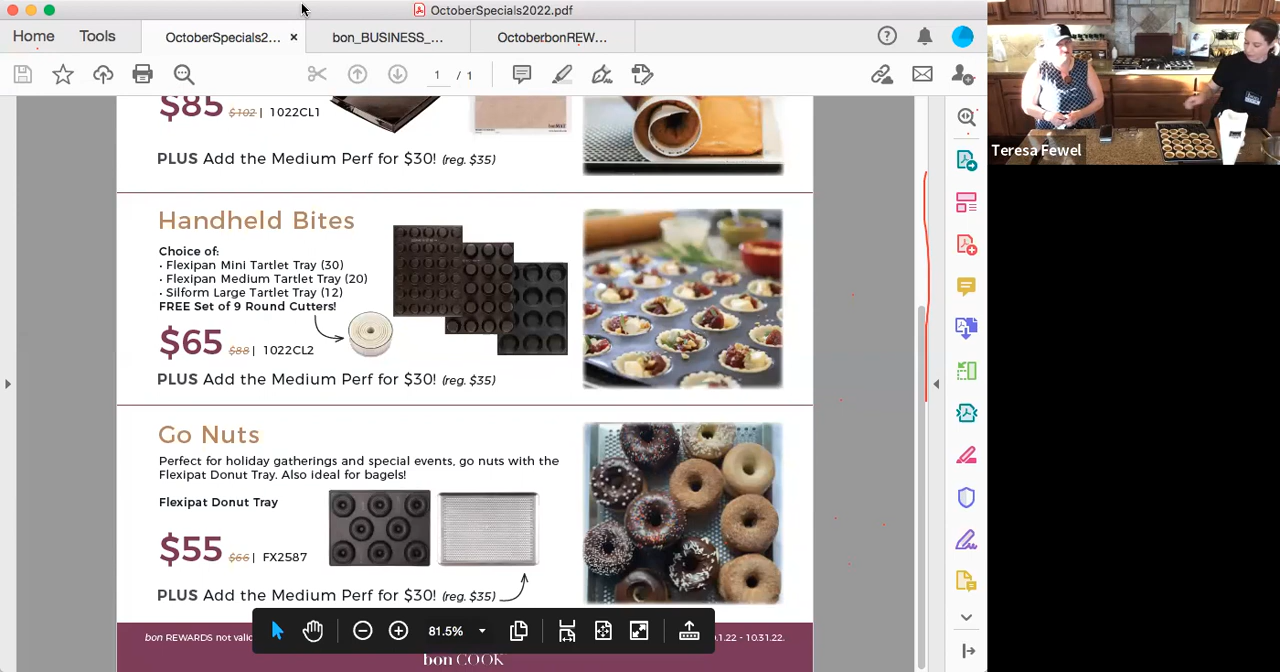 OctoberSpecials2022.pdf
Home
Tools
OctoberSpecials2...
×
bon_BUSINESS_...
OctoberbonREW...
1 / 1
$85 $102 | 1022CL1
PLUS Add the Medium Perf for $30! (reg. $35)
Teresa Fewel
Handheld Bites
Choice of:
• Flexipan Mini Tartlet Tray (30)
• Flexipan Medium Tartlet Tray (20)
• Silform Large Tartlet Tray (12)
FREE Set of 9 Round Cutters!
$65 $88 | 1022CL2
PLUS Add the Medium Perf for $30! (reg. $35)
Go Nuts
Perfect for holiday gatherings and special events, go nuts with the
Flexipat Donut Tray. Also ideal for bagels!
Flexipat Donut Tray
$55 $66 | FX2587
PLUS Add the Medium Perf for $30! (reg. $35)
bon REWARDS not valid
.1.22 - 10.31.22.
81.5%
bon COOK